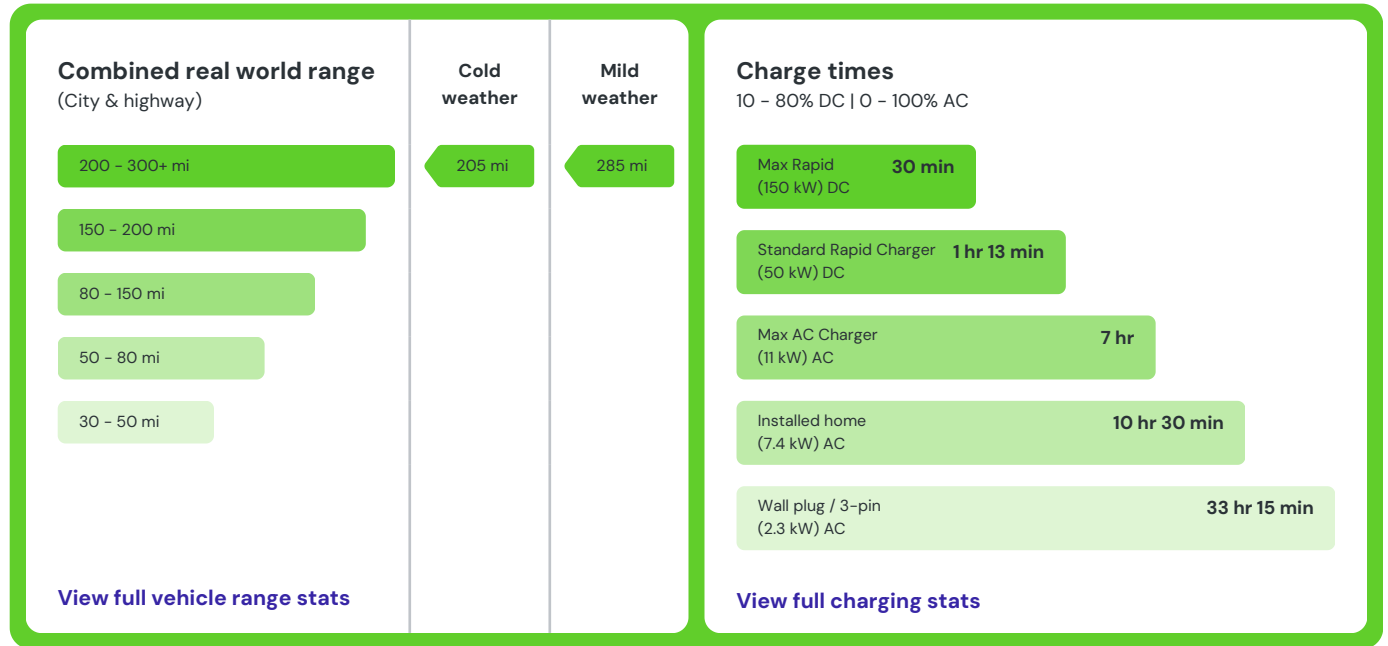 Combined real world range
(City & highway)
Cold
weather
Mild
weather
200 - 300+ mi
205 mi
285 mi
150 - 200 mi
80 - 150 mi
50 - 80 mi
30 - 50 mi
View full vehicle range stats
Charge times
10 - 80% DC | 0 - 100% AC
Max Rapid
(150 kW) DC
30 min
Standard Rapid Charger
(50 kW) DC
1 hr 13 min
Max AC Charger
(11 kW) AC
7 hr
Installed home
(7.4 kW) AC
10 hr 30 min
Wall plug / 3-pin
(2.3 kW) AC
33 hr 15 min
View full charging stats